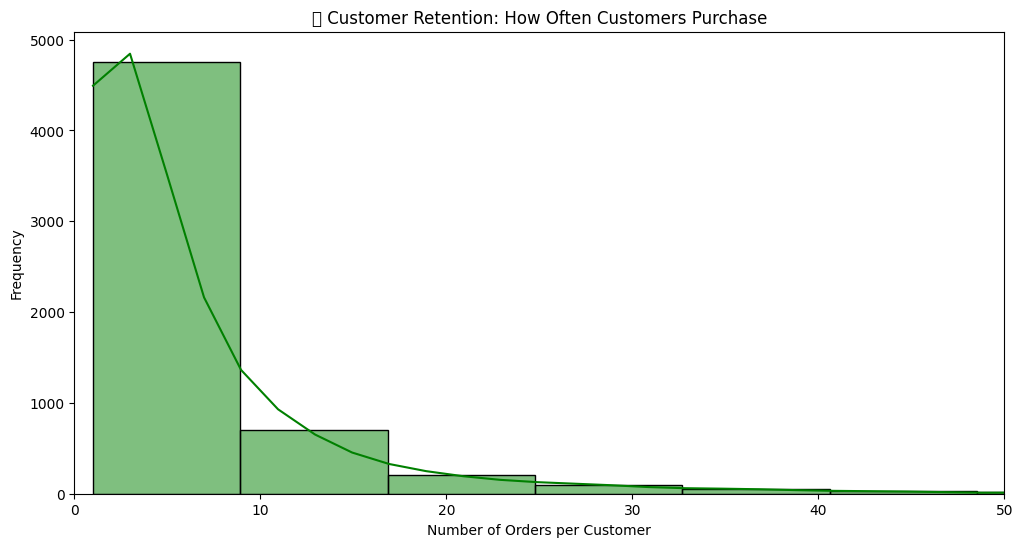 Customer Retention: How Often Customers Purchase
5000
4000
3000
2000
1000
0
Frequency
0 10 20 30 40 50
Number of Orders per Customer